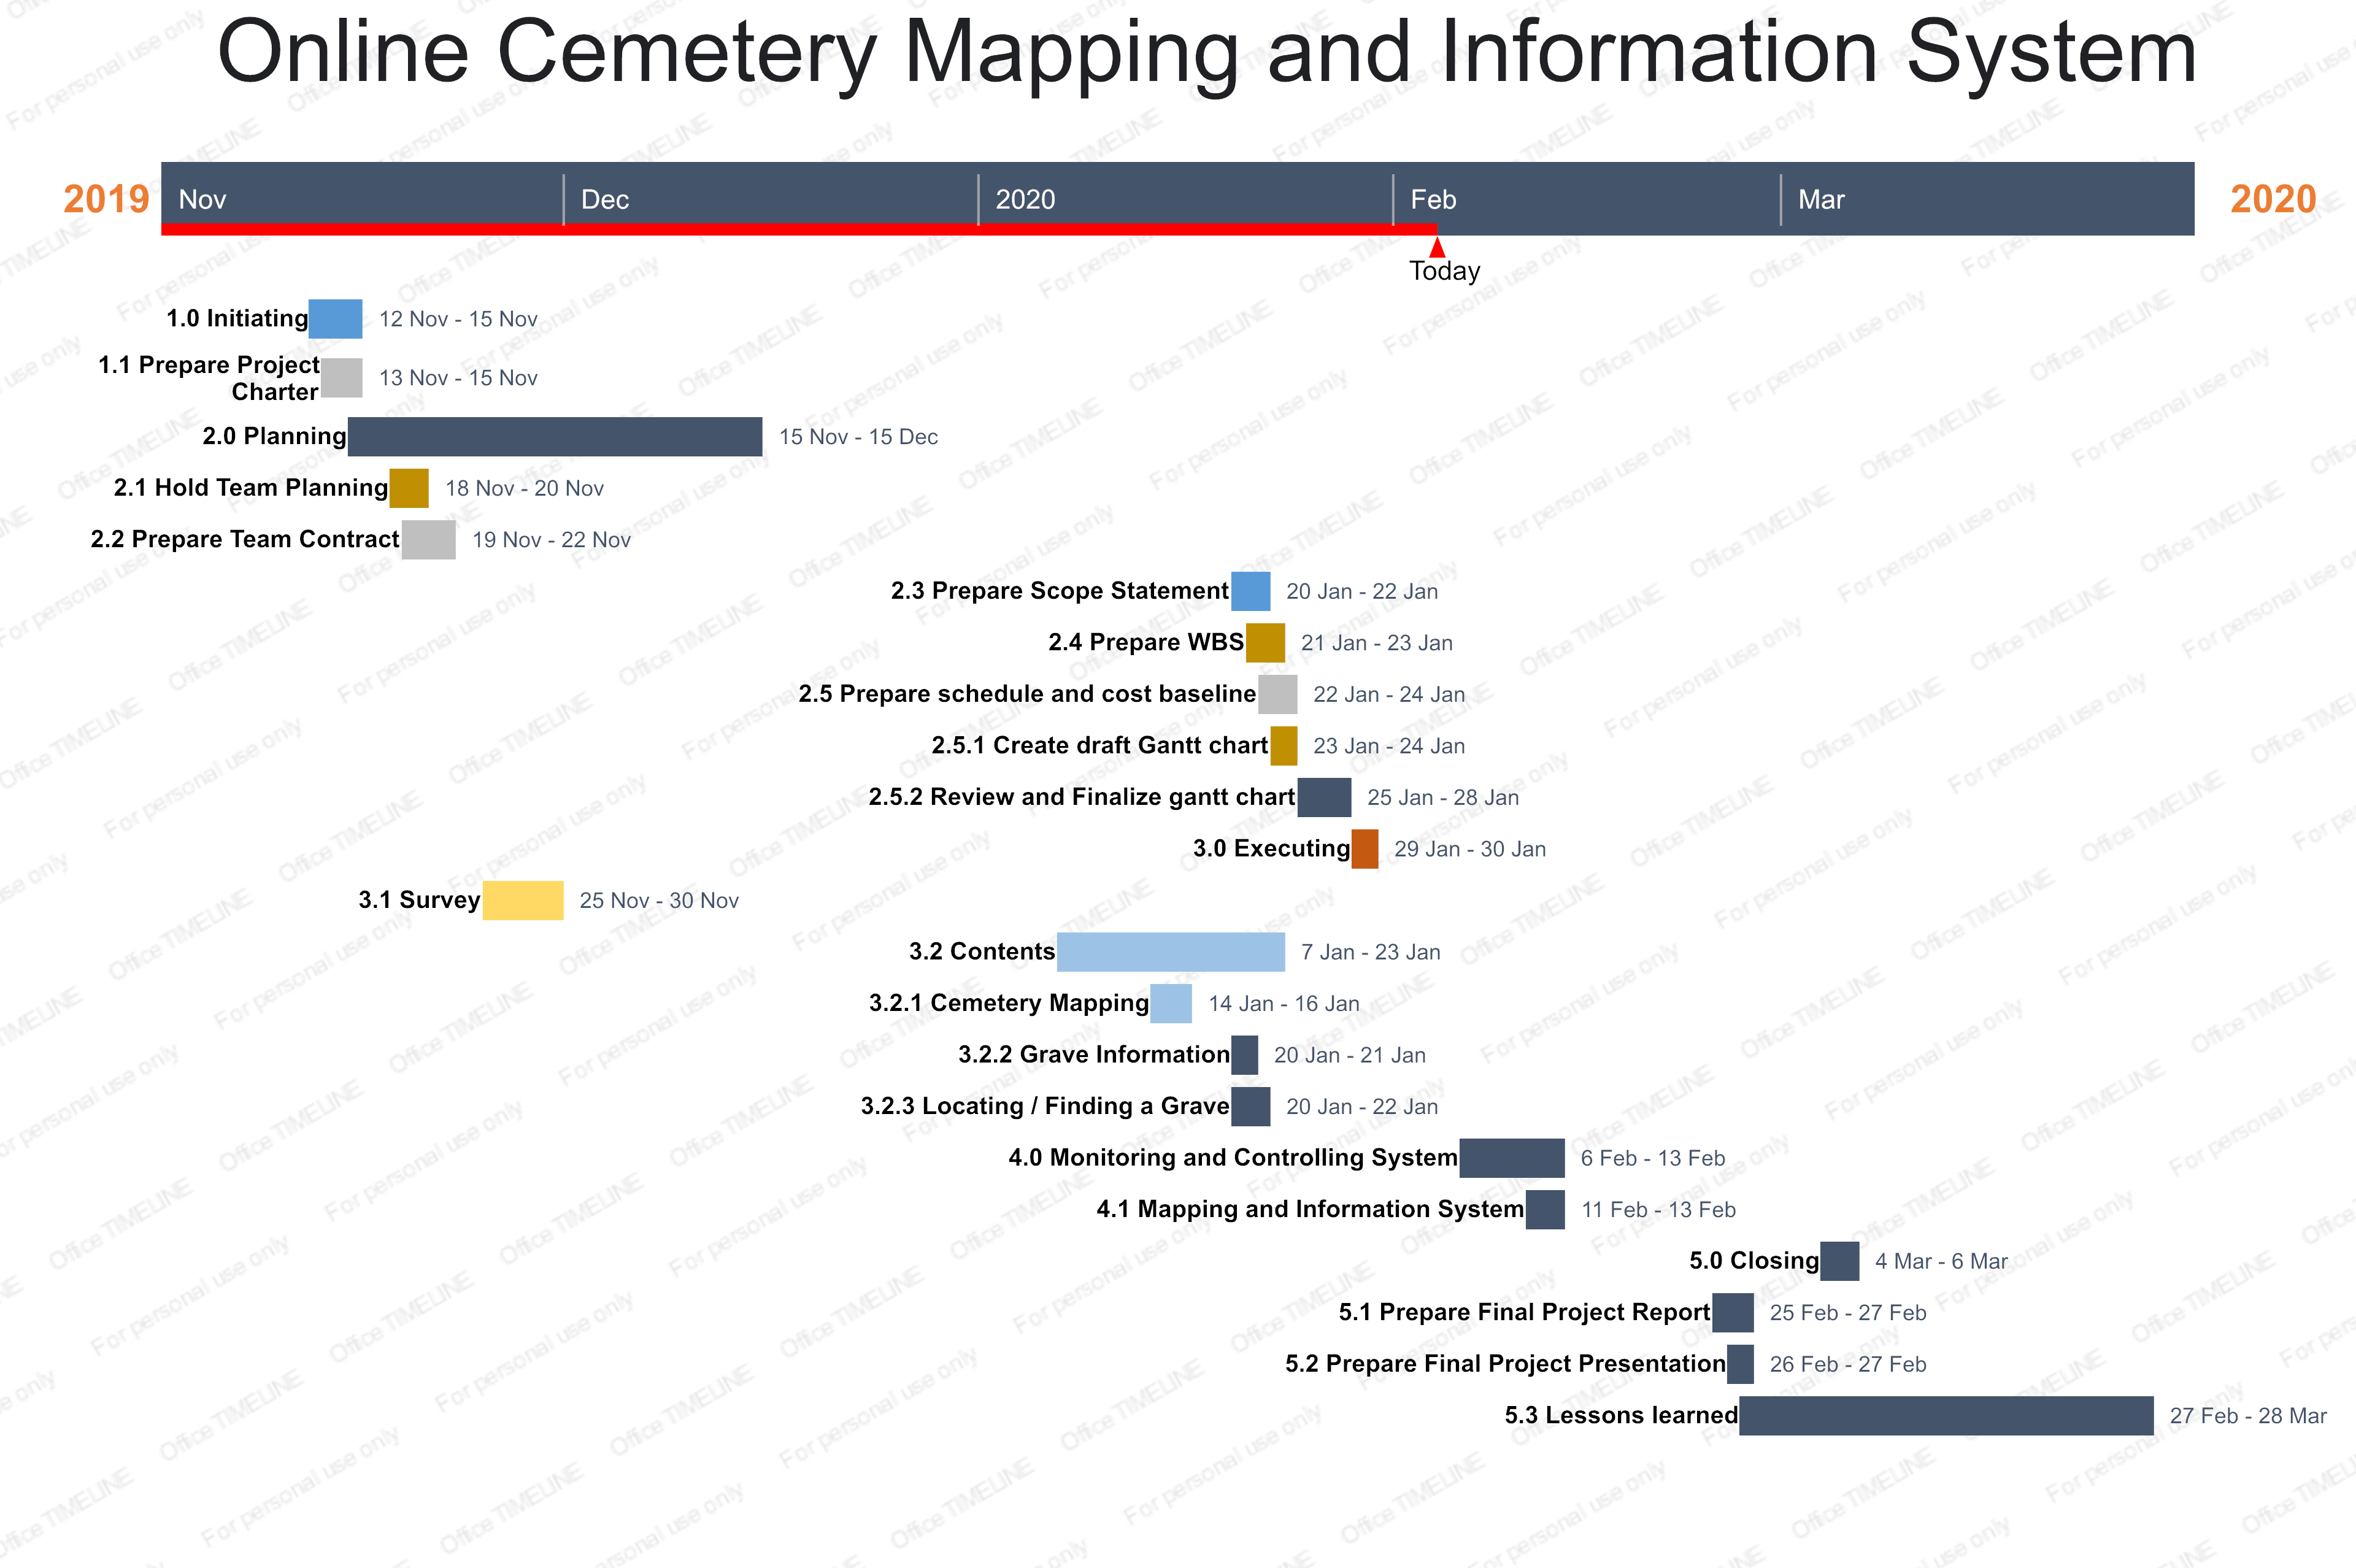 Online Cemetery Mapping and Information System
2019 Nov Dec 2020 Feb Mar 2020
Today
1.0 Initiating 12 Nov - 15 Nov
1.1 Prepare Project
Charter 13 Nov - 15 Nov
2.0 Planning 15 Nov - 15 Dec
2.1 Hold Team Planning 18 Nov - 20 Nov
2.2 Prepare Team Contract 19 Nov - 22 Nov
2.3 Prepare Scope Statement 20 Jan - 22 Jan
2.4 Prepare WBS 21 Jan - 23 Jan
2.5 Prepare schedule and cost baseline 22 Jan - 24 Jan
2.5.1 Create draft Gantt chart 23 Jan - 24 Jan
2.5.2 Review and Finalize gantt chart 25 Jan - 28 Jan
3.0 Executing 29 Jan - 30 Jan
3.1 Survey 25 Nov - 30 Nov
3.2 Contents 7 Jan - 23 Jan
3.2.1 Cemetery Mapping 14 Jan - 16 Jan
3.2.2 Grave Information 20 Jan - 21 Jan
3.2.3 Locating / Finding a Grave 20 Jan - 22 Jan
4.0 Monitoring and Controlling System 6 Feb - 13 Feb
4.1 Mapping and Information System 11 Feb - 13 Feb
5.0 Closing 4 Mar - 6 Mar
5.1 Prepare Final Project Report 25 Feb - 27 Feb
5.2 Prepare Final Project Presentation 26 Feb - 27 Feb
5.3 Lessons learned 27 Feb - 28 Mar
Office TIMELINE For personal use only